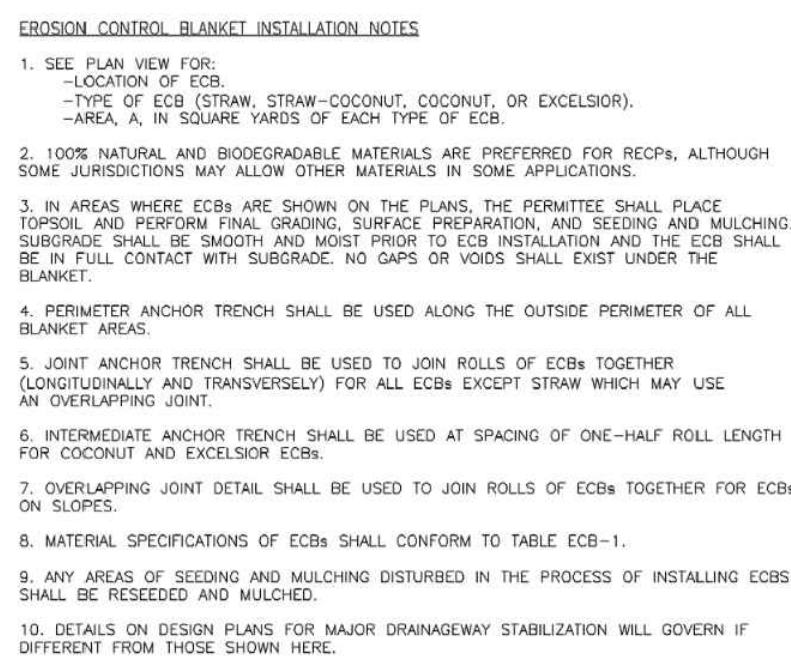 EROSION CONTROL BLANKET INSTALLATION NOTES
1. SEE PLAN VIEW FOR:
-LOCATION OF ECB.
-TYPE OF ECB (STRAW, STRAW-COCONUT, COCONUT, OR EXCELSIOR).
-AREA, A, IN SQUARE YARDS OF EACH TYPE OF ECB.
2. 100% NATURAL AND BIODEGRADABLE MATERIALS ARE PREFERRED FOR RECPs, ALTHOUGH
SOME JURISDICTIONS MAY ALLOW OTHER MATERIALS IN SOME APPLICATIONS.
3. IN AREAS WHERE ECBs ARE SHOWN ON THE PLANS, THE PERMITTEE SHALL PLACE
TOPSOIL AND PERFORM FINAL GRADING, SURFACE PREPARATION, AND SEEDING AND MULCHING.
SUBGRADE SHALL BE SMOOTH AND MOIST PRIOR TO ECB INSTALLATION AND THE ECB SHALL
BE IN FULL CONTACT WITH SUBGRADE. NO GAPS OR VOIDS SHALL EXIST UNDER THE
BLANKET.
4. PERIMETER ANCHOR TRENCH SHALL BE USED ALONG THE OUTSIDE PERIMETER OF ALL
BLANKET AREAS.
5. JOINT ANCHOR TRENCH SHALL BE USED TO JOIN ROLLS OF ECBs TOGETHER
(LONGITUDINALLY AND TRANSVERSELY) FOR ALL ECBs EXCEPT STRAW WHICH MAY USE
AN OVERLAPPING JOINT.
6. INTERMEDIATE ANCHOR TRENCH SHALL BE USED AT SPACING OF ONE-HALF ROLL LENGTH
FOR COCONUT AND EXCELSIOR ECBs.
7. OVERLAPPING JOINT DETAIL SHALL BE USED TO JOIN ROLLS OF ECBs TOGETHER FOR ECBs
ON SLOPES.
8. MATERIAL SPECIFICATIONS OF ECBs SHALL CONFORM TO TABLE ECB-1.
9. ANY AREAS OF SEEDING AND MULCHING DISTURBED IN THE PROCESS OF INSTALLING ECBS
SHALL BE RESEEDED AND MULCHED.
10. DETAILS ON DESIGN PLANS FOR MAJOR DRAINAGEWAY STABILIZATION WILL GOVERN IF
DIFFERENT FROM THOSE SHOWN HERE.